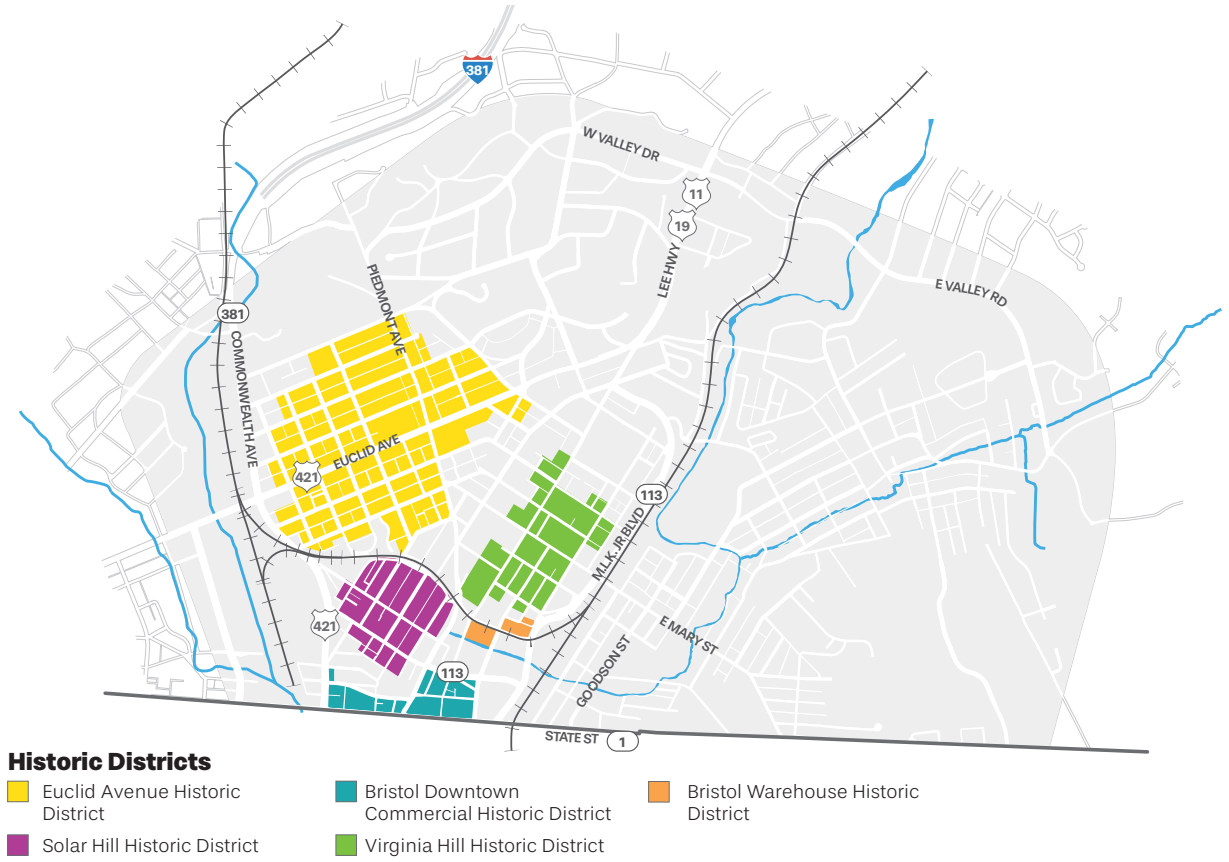 381
W VALLEY DR
11
19
LEE HWY
PIEDMONT AVE
E VALLEY RD
381
COMMONWEALTH AVE
EUCLID AVE
421
113
M.L.K. JR BLVD
421
E MARY ST
GOODSON ST
113
STATE ST
1
Historic Districts
Euclid Avenue Historic
District
Solar Hill Historic District
Bristol Downtown
Commercial Historic District
Virginia Hill Historic District
Bristol Warehouse Historic
District